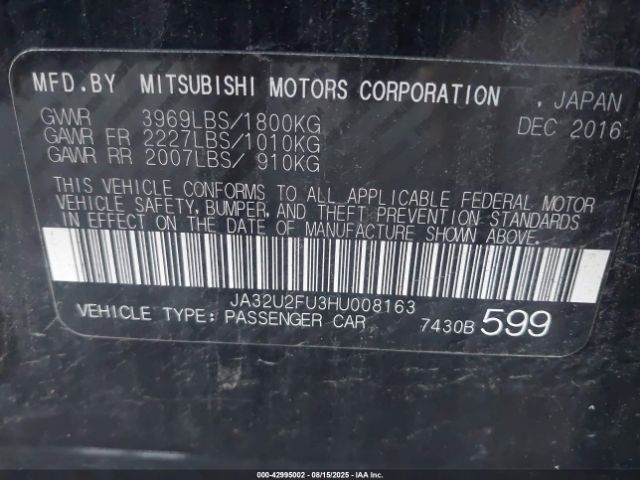 MFD.BY MITSUBISHI MOTORS CORPORATION , JAPAN
GVWR 3969LBS/1800KG DEC 2016
GAWR FR 2227LBS/1010KG
GAWR RR 2007LBS/ 910KG
THIS VEHICLE CONFORMS TO ALL APPLICABLE FEDERAL MOTOR
VEHICLE SAFETY, BUMPER, AND THEFT PREVENTION STANDARDS
IN EFFECT ON THE DATE OF MANUFACTURE SHOWN ABOVE.
JA32U2FU3HU008163
VEHICLE TYPE: PASSENGER CAR 7430B 599
000-42995002 - 08/15/2025 - IAAI.COM